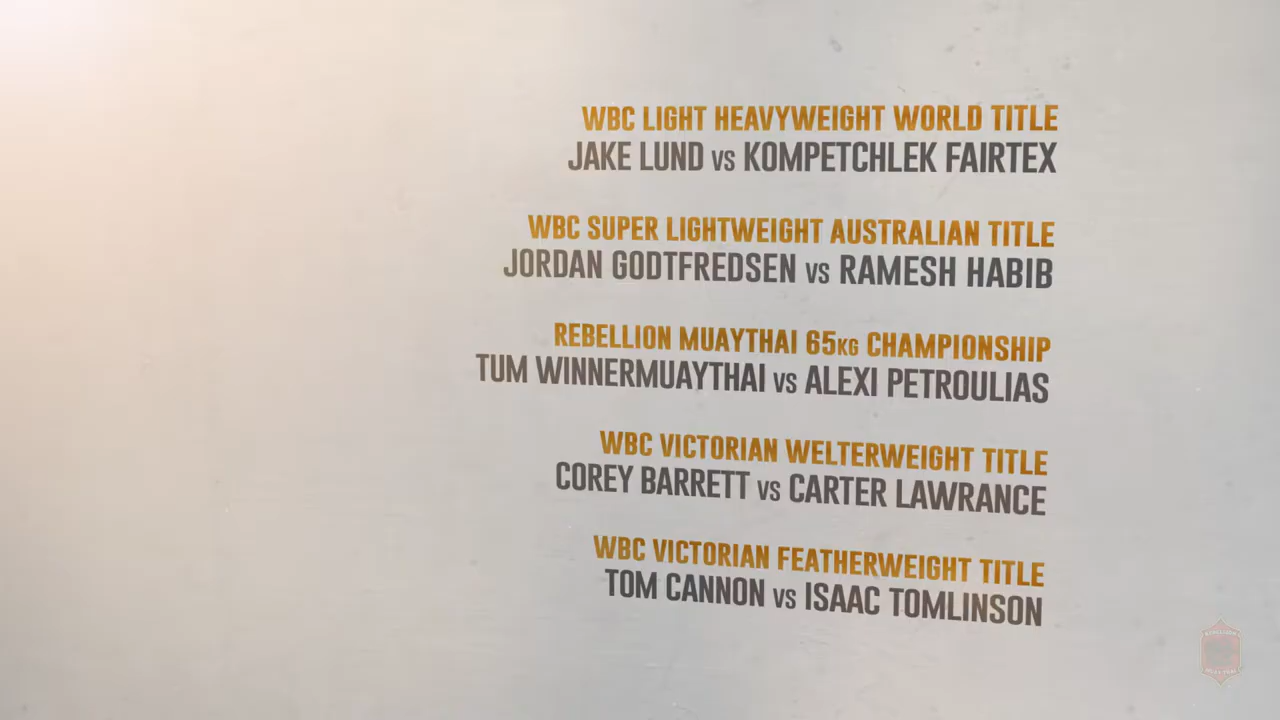 WBC LIGHT HEAVYWEIGHT WORLD TITLE
JAKE LUND VS KOMPETCHLEK FAIRTEX
WBC SUPER LIGHTWEIGHT AUSTRALIAN TITLE
JORDAN GODTFREDSEN VS RAMESH HABIB
REBELLION MUAYTHAI 65KG CHAMPIONSHIP
TUM WINNERMUAYTHAI VS ALEXI PETROULIAS
WBC VICTORIAN WELTERWEIGHT TITLE
COREY BARRETT VS CARTER LAWRANCE
WBC VICTORIAN FEATHERWEIGHT TITLE
TOM CANNON VS ISAAC TOMLINSON